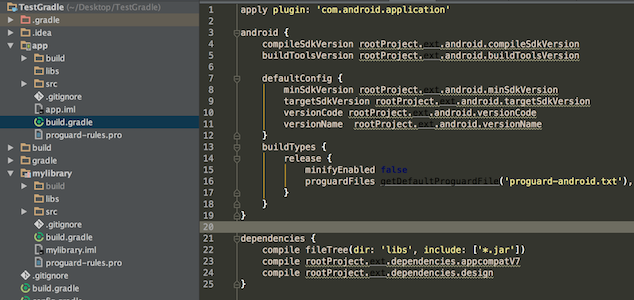 TestGradle (~/Desktop/TestGradle)
.gradle
.idea
app
build
libs
src
.gitignore
app.iml
build.gradle
proguard-rules.pro
build
gradle
mylibrary
build
libs
src
.gitignore
build.gradle
mylibrary.iml
proguard-rules.pro
.gitignore
build.gradle
1 apply plugin: 'com.android.application'
2
3 android {
4 compileSdkVersion rootProject.ext.android.compileSdkVersion
5 buildToolsVersion rootProject.ext.android.buildToolsVersion
6
7 defaultConfig {
8 minSdkVersion rootProject.ext.android.minSdkVersion
9 targetSdkVersion rootProject.ext.android.targetSdkVersion
10 versionCode rootProject.ext.android.versionCode
11 versionName rootProject.ext.android.versionName
12 }
13 buildTypes {
14 release {
15 minifyEnabled false
16 proguardFiles getDefaultProguardFile('proguard-android.txt'),
17 }
18 }
19 }
20
21 dependencies {
22 compile fileTree(dir: 'libs', include: ['*.jar'])
23 compile rootProject.ext.dependencies.appcompatV7
24 compile rootProject.ext.dependencies.design
25 }